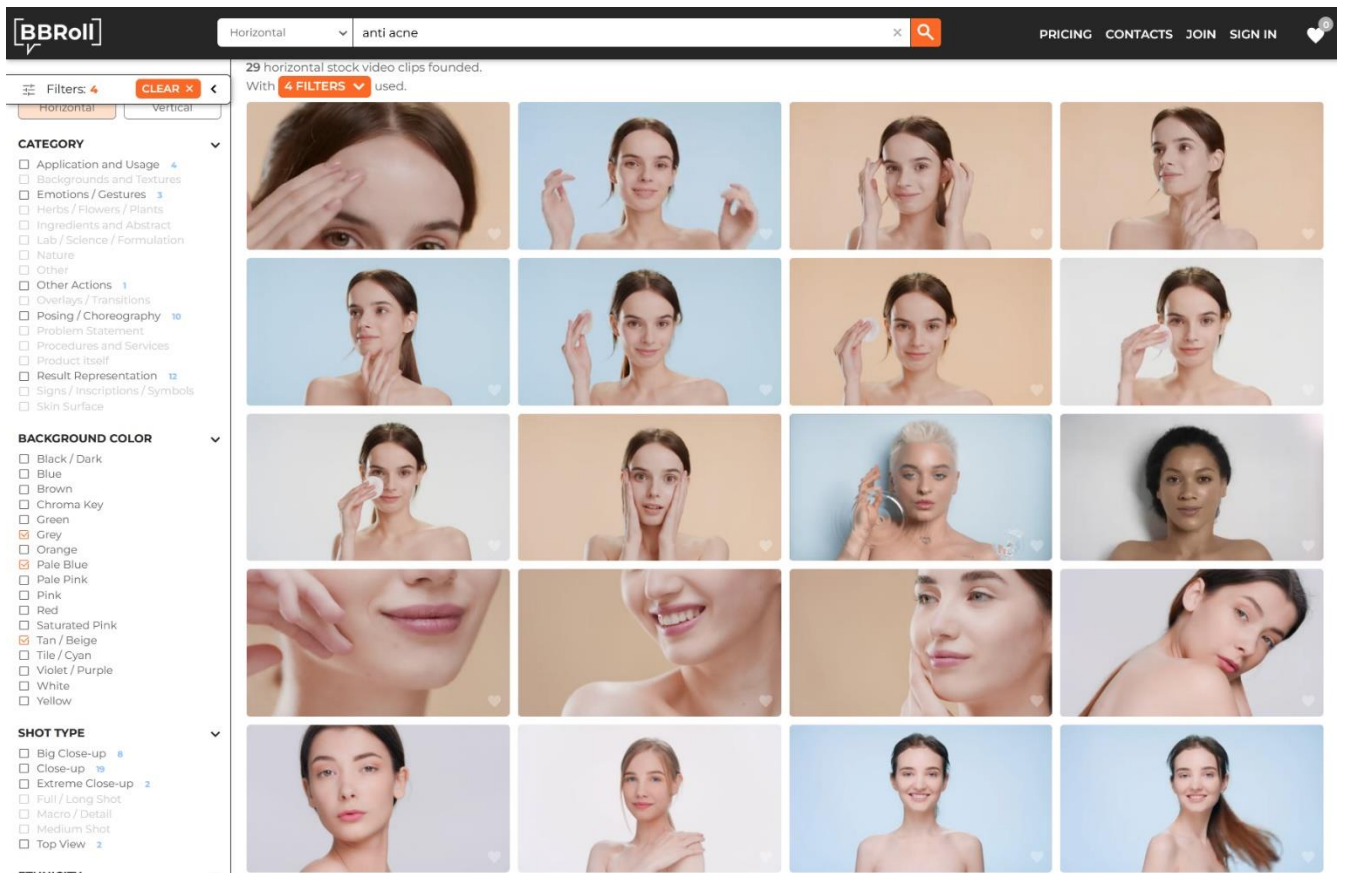 [BBRoll]
Horizontal
anti acne
×
PRICING CONTACTS JOIN SIGN IN
0
Filters: 4
CLEAR ×
29 horizontal stock video clips founded.
With 4 FILTERS used.
Horizontal
Vertical
CATEGORY
Application and Usage 4
Backgrounds and Textures
Emotions / Gestures 3
Herbs / Flowers / Plants
Ingredients and Abstract
Lab / Science / Formulation
Nature
Other
Other Actions 1
Overlays / Transitions
Posing / Choreography 10
Problem Statement
Procedures and Services
Product Itself
Result Representation 12
Signs / Inscriptions / Symbols
Skin Surface
BACKGROUND COLOR
Black / Dark
Blue
Brown
Chroma Key
Green
Grey
Orange
Pale Blue
Pale Pink
Pink
Red
Saturated Pink
Tan / Beige
Tile / Cyan
Violet / Purple
White
Yellow
SHOT TYPE
Big Close-up 8
Close-up 19
Extreme Close-up 2
Full / Long Shot
Macro / Detail
Medium Shot
Top View 2